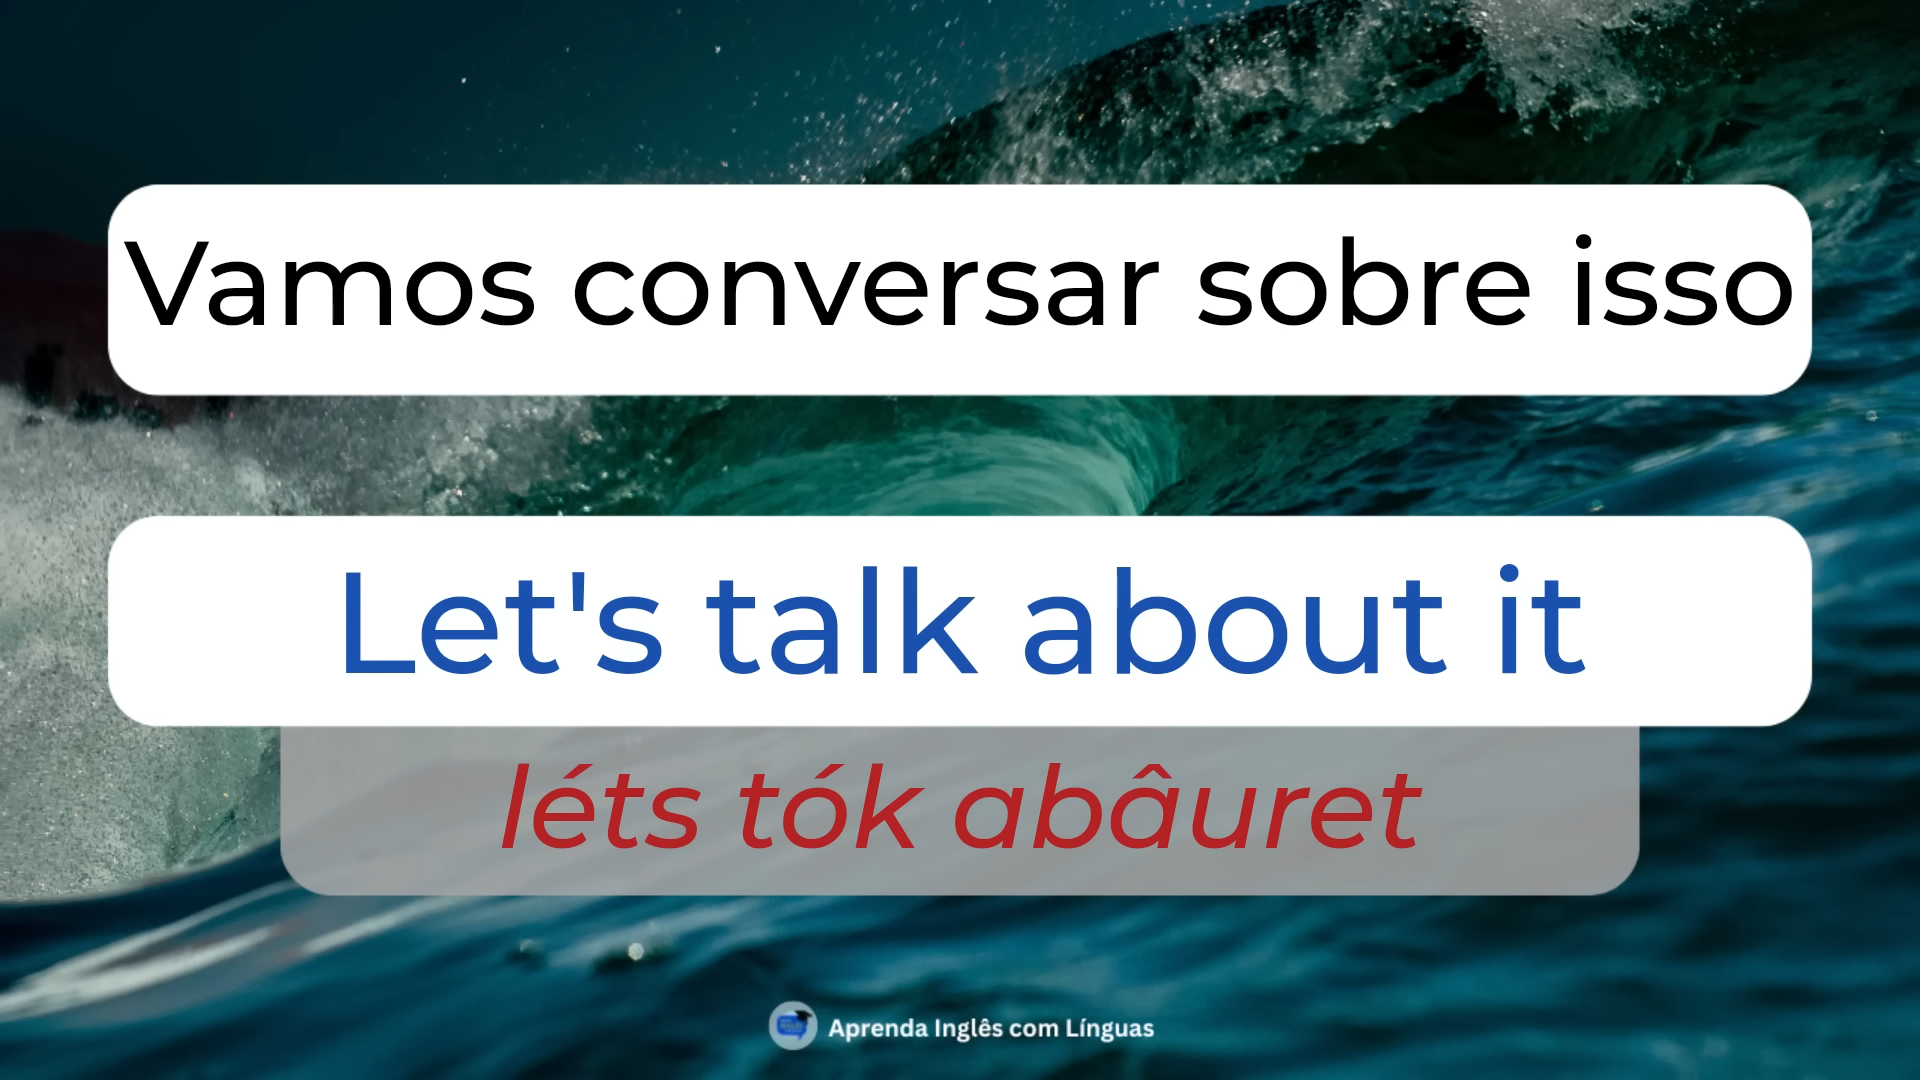 Vamos conversar sobre isso
Let's talk about it
léts tók abâuret
Aprenda Inglês com Línguas